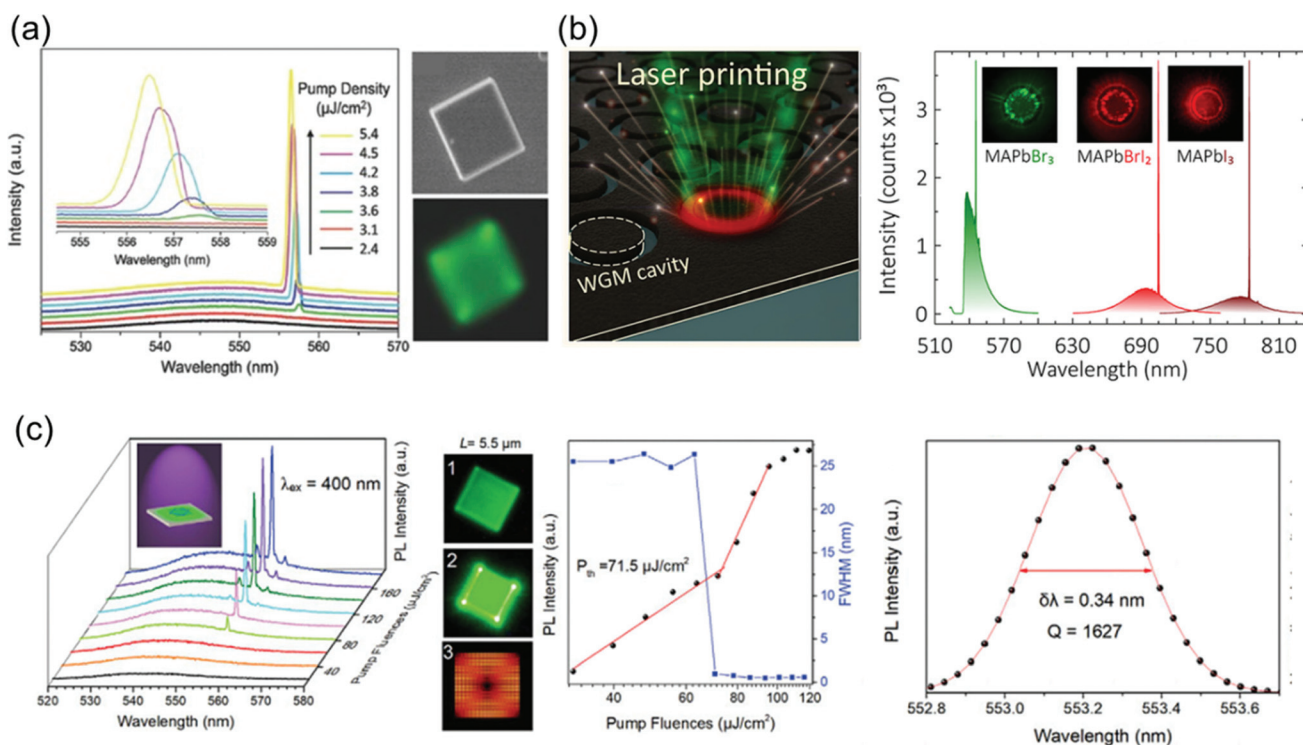 (a)
Intensity (a.u.)
Pump Density
(μJ/cm²)
5.4
4.5
4.2
3.8
3.6
3.1
2.4
555 556 557 558 559
Wavelength (nm)
530 540 550 560 570
Wavelength (nm)
(b)
Laser printing
WGM cavity
Intensity (counts x10³)
3
2
1
0
MAPbBr₃
MAPbBrI₂
MAPbI₃
510 570 630 690 750 810
Wavelength (nm)
(c)
λex = 400 nm
PL Intensity (a.u.)
160
120
80
40
Pump Fluences (μJ/cm²)
520 530 540 550 560 570 580
Wavelength (nm)
L= 5.5 μm
1
2
3
PL Intensity (a.u.)
Pth =71.5 μJ/cm²
25
20
15
10
5
0
FWHM (nm)
40 60 80 100 120
Pump Fluences (μJ/cm²)
PL Intensity (a.u.)
δλ = 0.34 nm
Q = 1627
552.8 553.0 553.2 553.4 553.6
Wavelength (nm)